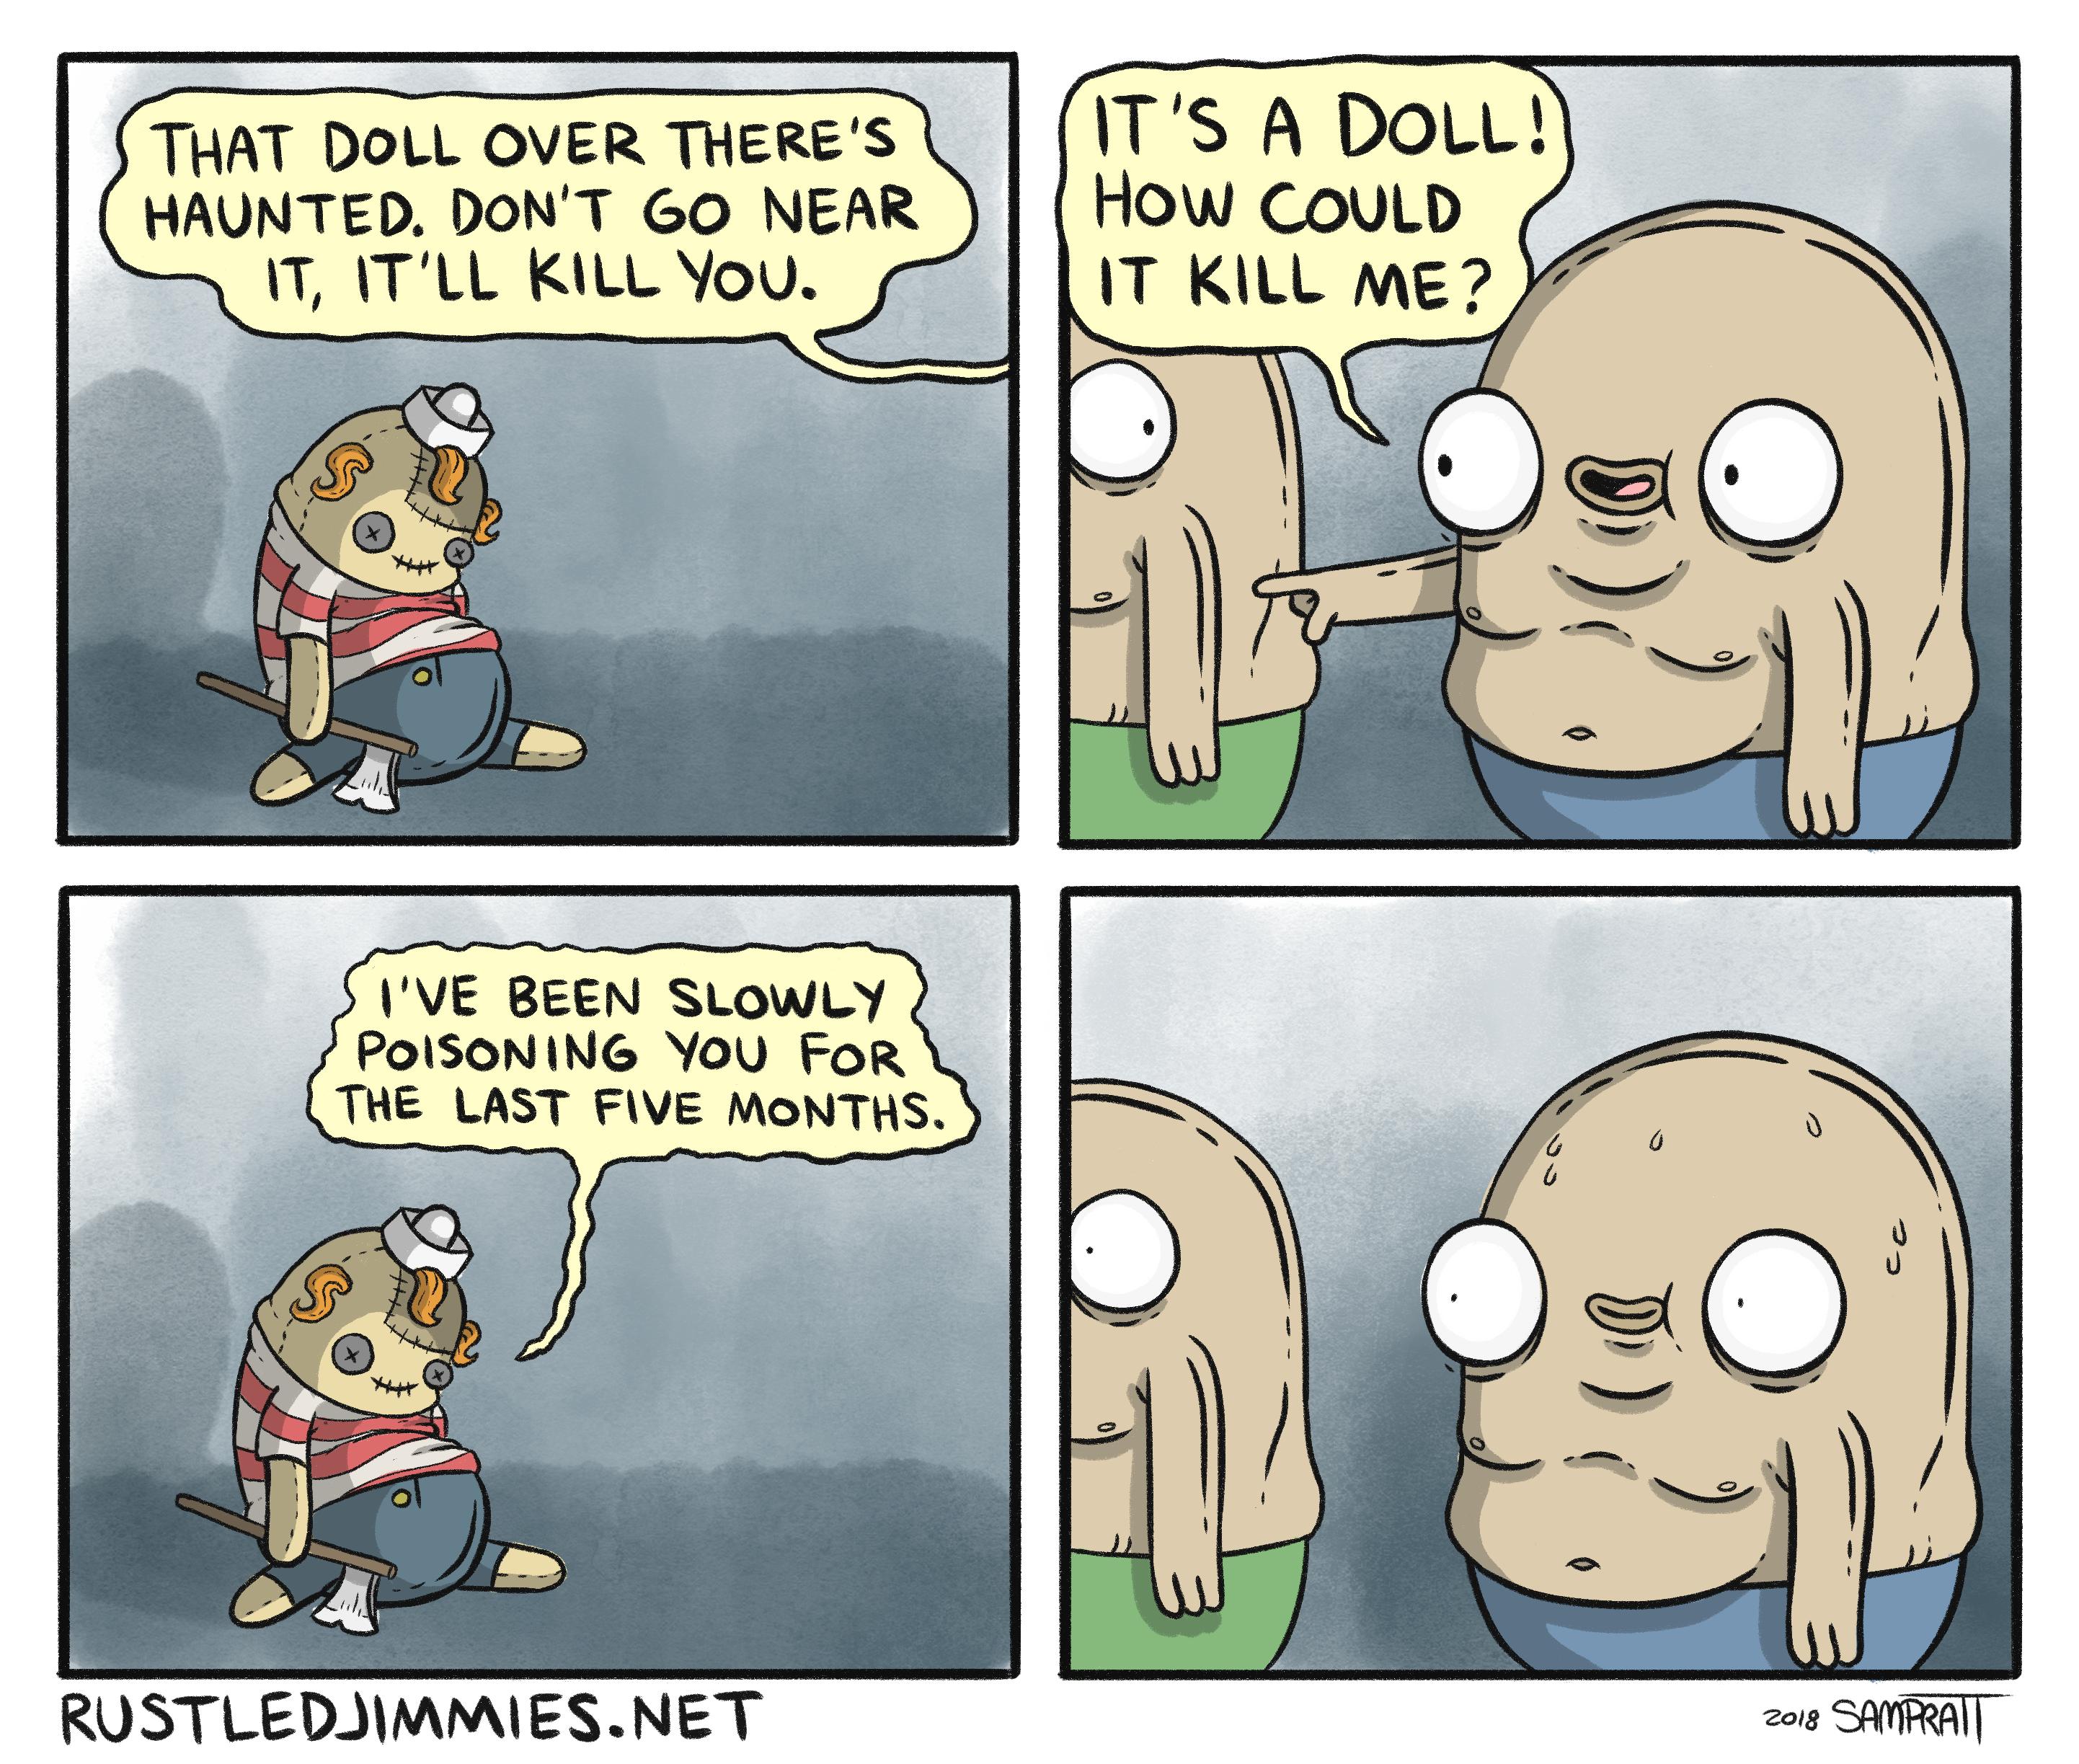 THAT DOLL OVER THERE'S
HAUNTED. DON'T GO NEAR
IT, IT'LL KILL YOU.
IT'S A DOLL!
HOW COULD
IT KILL ME?
I'VE BEEN SLOWLY
POISONING YOU FOR
THE LAST FIVE MONTHS.
RUSTLEDJIMMIES.NET
2018 SAMPRATT